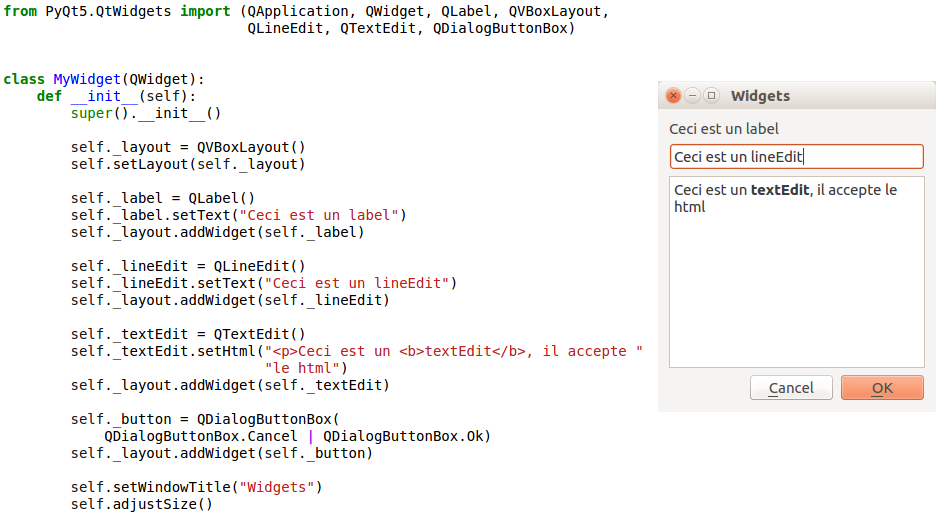 from PyQt5.QtWidgets import (QApplication, QWidget, QLabel, QVBoxLayout,
                             QLineEdit, QTextEdit, QDialogButtonBox)
class MyWidget(QWidget):
    def __init__(self):
        super().__init__()
        self._layout = QVBoxLayout()
        self.setLayout(self._layout)
        self._label = QLabel()
        self._label.setText("Ceci est un label")
        self._layout.addWidget(self._label)
        self._lineEdit = QLineEdit()
        self._lineEdit.setText("Ceci est un lineEdit")
        self._layout.addWidget(self._lineEdit)
        self._textEdit = QTextEdit()
        self._textEdit.setHtml("<p>Ceci est un <b>textEdit</b>, il accepte "
                               "le html")
        self._layout.addWidget(self._textEdit)
        self._button = QDialogButtonBox(
            QDialogButtonBox.Cancel | QDialogButtonBox.Ok)
        self._layout.addWidget(self._button)
        self.setWindowTitle("Widgets")
        self.adjustSize()
Widgets
Ceci est un label
Ceci est un lineEdit
Ceci est un textEdit, il accepte le
html
Cancel OK